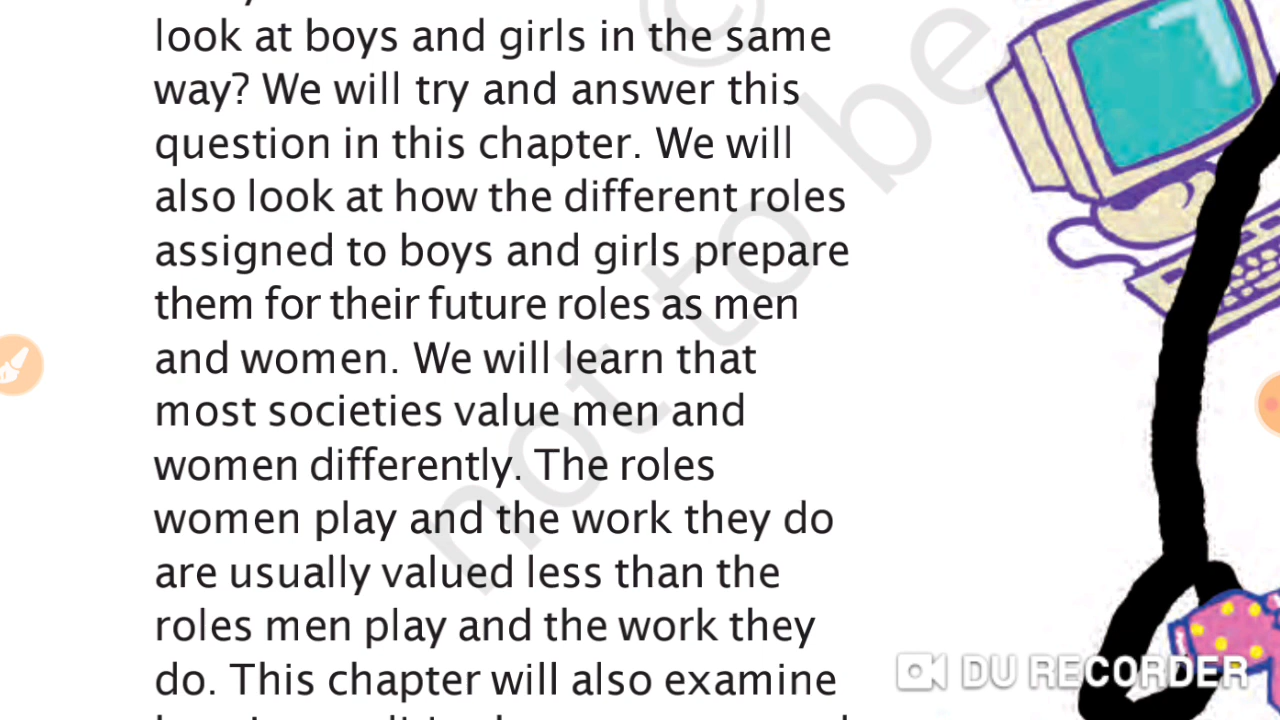 look at boys and girls in the same
way? We will try and answer this
question in this chapter. We will
also look at how the different roles
assigned to boys and girls prepare
them for their future roles as men
and women. We will learn that
most societies value men and
women differently. The roles
women play and the work they do
are usually valued less than the
roles men play and the work they
do. This chapter will also examine
© not to be
DU RECORDER